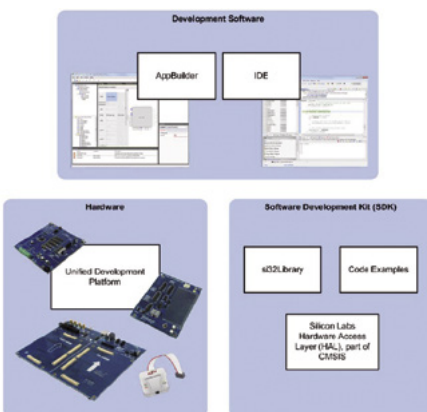 Development Software
AppBuilder
IDE
Hardware
Unified Development
Platform
Software Development Kit (SDK)
si32Library
Code Examples
Silicon Labs
Hardware Access
Layer (HAL), part of
CMSIS